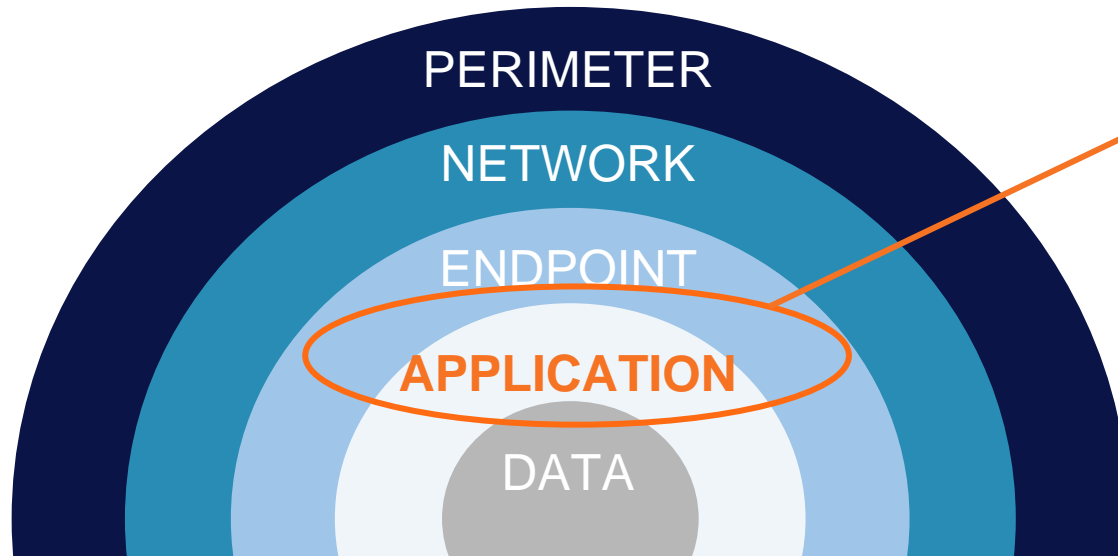 PERIMETER
NETWORK
ENDPOINT
APPLICATION
DATA